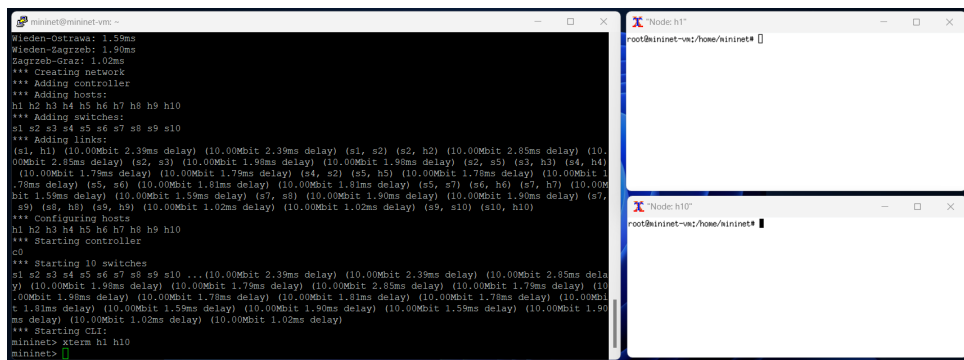 mininet@mininet-vm: ~
Wieden-Ostrawa: 1.59ms
Wieden-Zagrzeb: 1.90ms
Zagrzeb-Graz: 1.02ms
*** Creating network
*** Adding controller
*** Adding hosts:
h1 h2 h3 h4 h5 h6 h7 h8 h9 h10
*** Adding switches:
s1 s2 s3 s4 s5 s6 s7 s8 s9 s10
*** Adding links:
(s1, h1) (10.00Mbit 2.39ms delay) (10.00Mbit 2.39ms delay) (s1, s2) (s2, h2) (10.00Mbit 2.85ms delay) (10.
00Mbit 2.85ms delay) (s2, s3) (10.00Mbit 1.98ms delay) (10.00Mbit 1.98ms delay) (s2, s5) (s3, h3) (s4, h4)
 (10.00Mbit 1.79ms delay) (10.00Mbit 1.79ms delay) (s4, s2) (s5, h5) (10.00Mbit 1.78ms delay) (10.00Mbit 1
.78ms delay) (s5, s6) (10.00Mbit 1.81ms delay) (10.00Mbit 1.81ms delay) (s5, s7) (s6, h6) (s7, h7) (10.00M
bit 1.59ms delay) (10.00Mbit 1.59ms delay) (s7, s8) (10.00Mbit 1.90ms delay) (10.00Mbit 1.90ms delay) (s7,
 s9) (s8, h8) (s9, h9) (10.00Mbit 1.02ms delay) (10.00Mbit 1.02ms delay) (s9, s10) (s10, h10)
*** Configuring hosts
h1 h2 h3 h4 h5 h6 h7 h8 h9 h10
*** Starting controller
c0
*** Starting 10 switches
s1 s2 s3 s4 s5 s6 s7 s8 s9 s10 ...(10.00Mbit 2.39ms delay) (10.00Mbit 2.39ms delay) (10.00Mbit 2.85ms dela
y) (10.00Mbit 1.98ms delay) (10.00Mbit 1.79ms delay) (10.00Mbit 2.85ms delay) (10.00Mbit 1.79ms delay) (10
.00Mbit 1.98ms delay) (10.00Mbit 1.78ms delay) (10.00Mbit 1.81ms delay) (10.00Mbit 1.78ms delay) (10.00Mbi
t 1.81ms delay) (10.00Mbit 1.59ms delay) (10.00Mbit 1.90ms delay) (10.00Mbit 1.59ms delay) (10.00Mbit 1.90
ms delay) (10.00Mbit 1.02ms delay) (10.00Mbit 1.02ms delay)
*** Starting CLI:
mininet> xterm h1 h10
mininet>
"Node: h1"
root@mininet-vm:/home/mininet#
"Node: h10"
root@mininet-vm:/home/mininet#